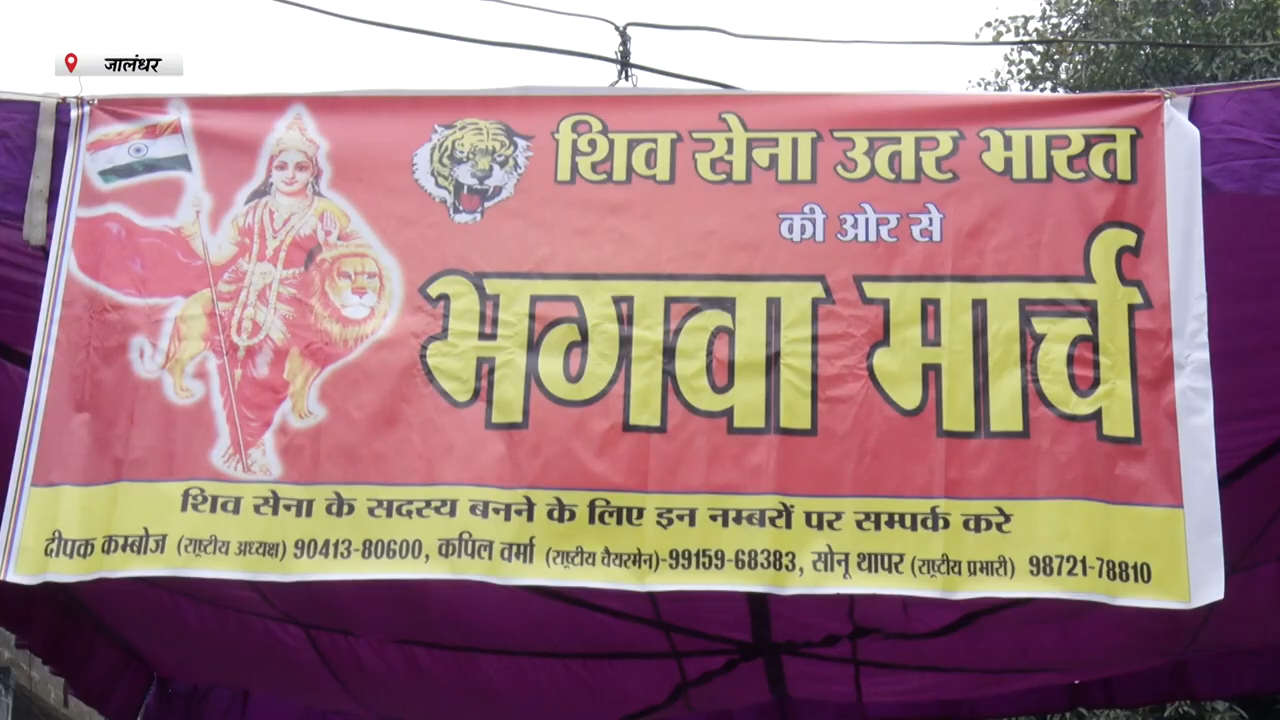 जालंधर
शिव सेना उतर भारत
की ओर से
भगवा मार्च
शिव सेना के सदस्य बनने के लिए इन नम्बरों पर सम्पर्क करे
दीपक कम्बोज (राष्ट्रीय अध्यक्ष) 90413-80600, कपिल वर्मा (राष्ट्रीय चैयरमेन)-99159-68383, सोनू थापर (राष्ट्रीय प्रभारी) 98721-78810